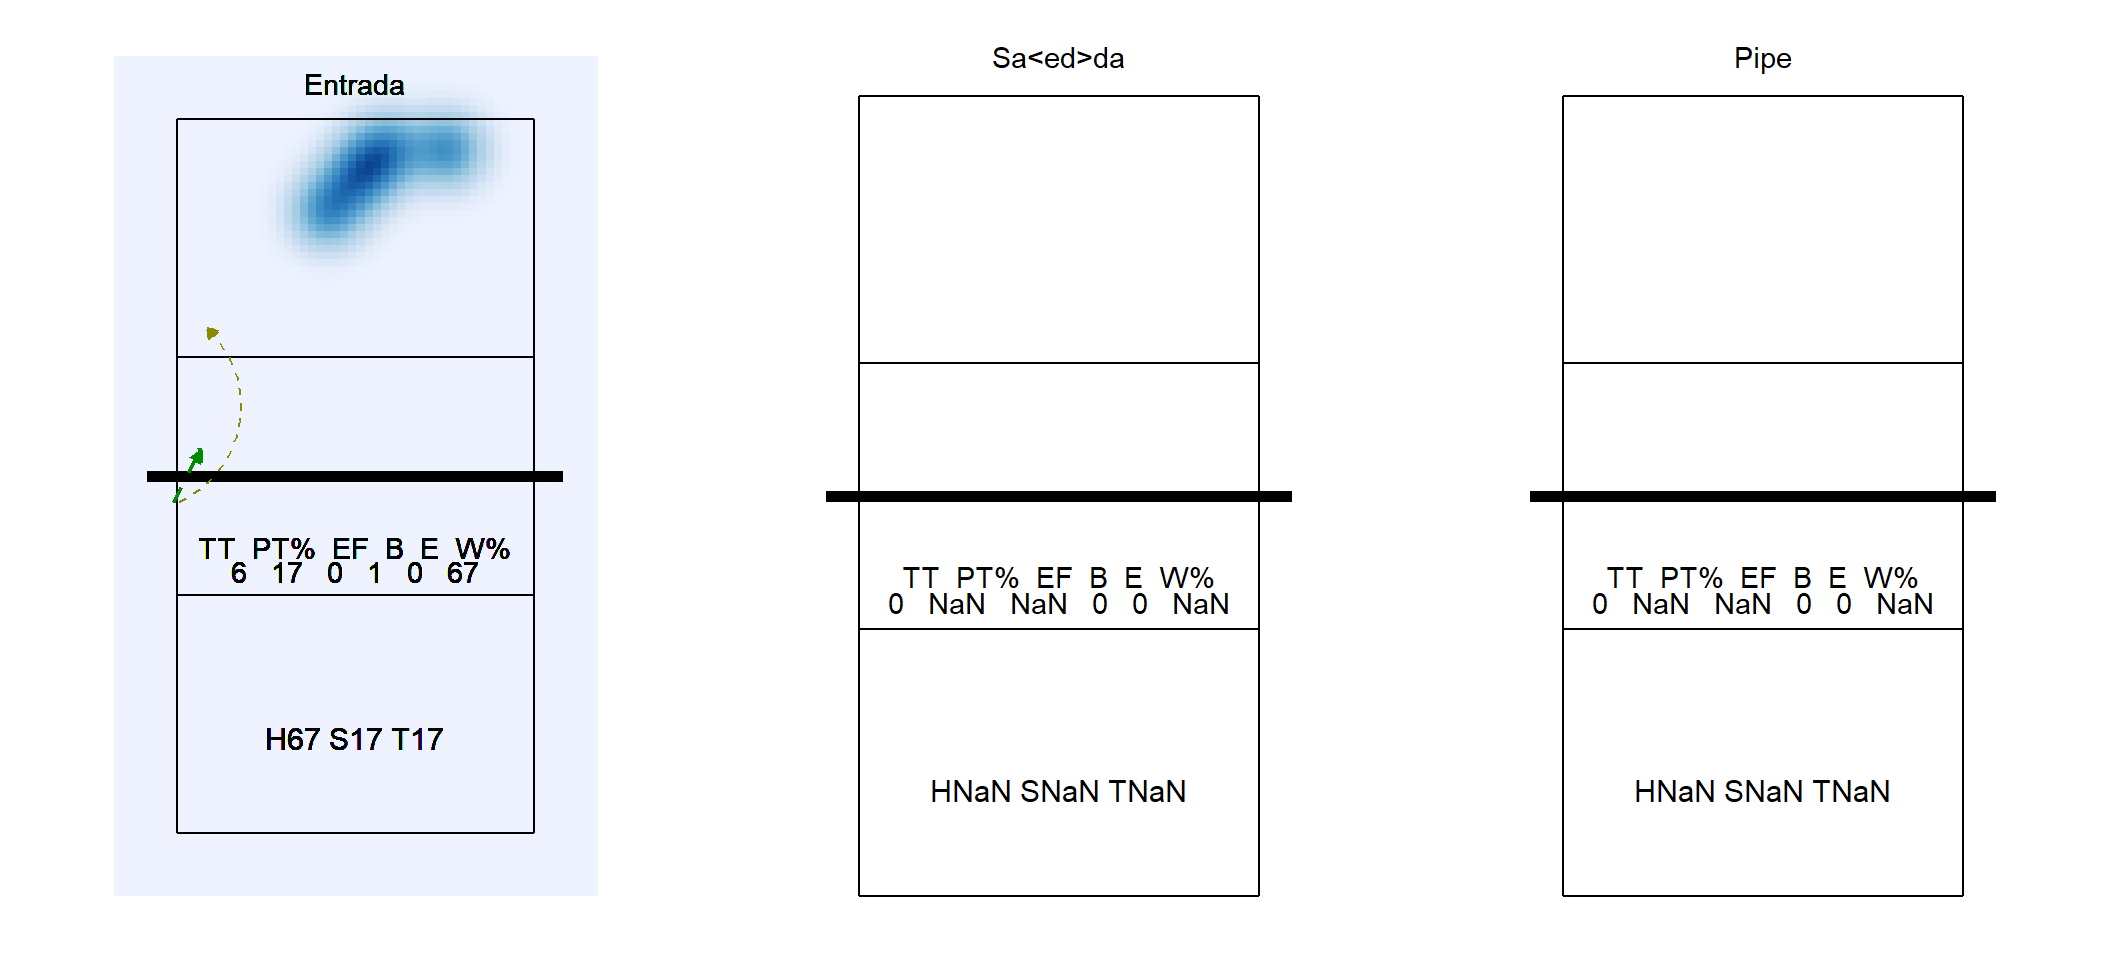 Entrada
TT PT% EF B E W%
6 17 0 1 0 67
H67 S17 T17
Sa<ed>da
TT PT% EF B E W%
0 NaN NaN 0 0 NaN
HNaN SNaN TNaN
Pipe
TT PT% EF B E W%
0 NaN NaN 0 0 NaN
HNaN SNaN TNaN